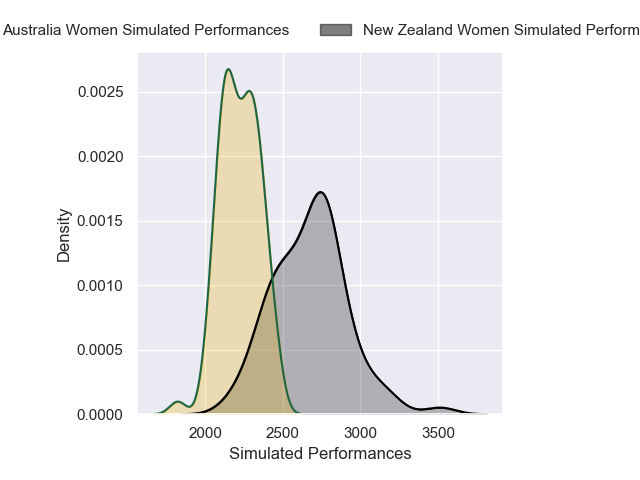 Australia Women Simulated Performances
New Zealand Women Simulated Perform
0.0025
0.0020
0.0015
0.0010
0.0005
0.0000
Density
2000 2500 3000 3500
Simulated Performances